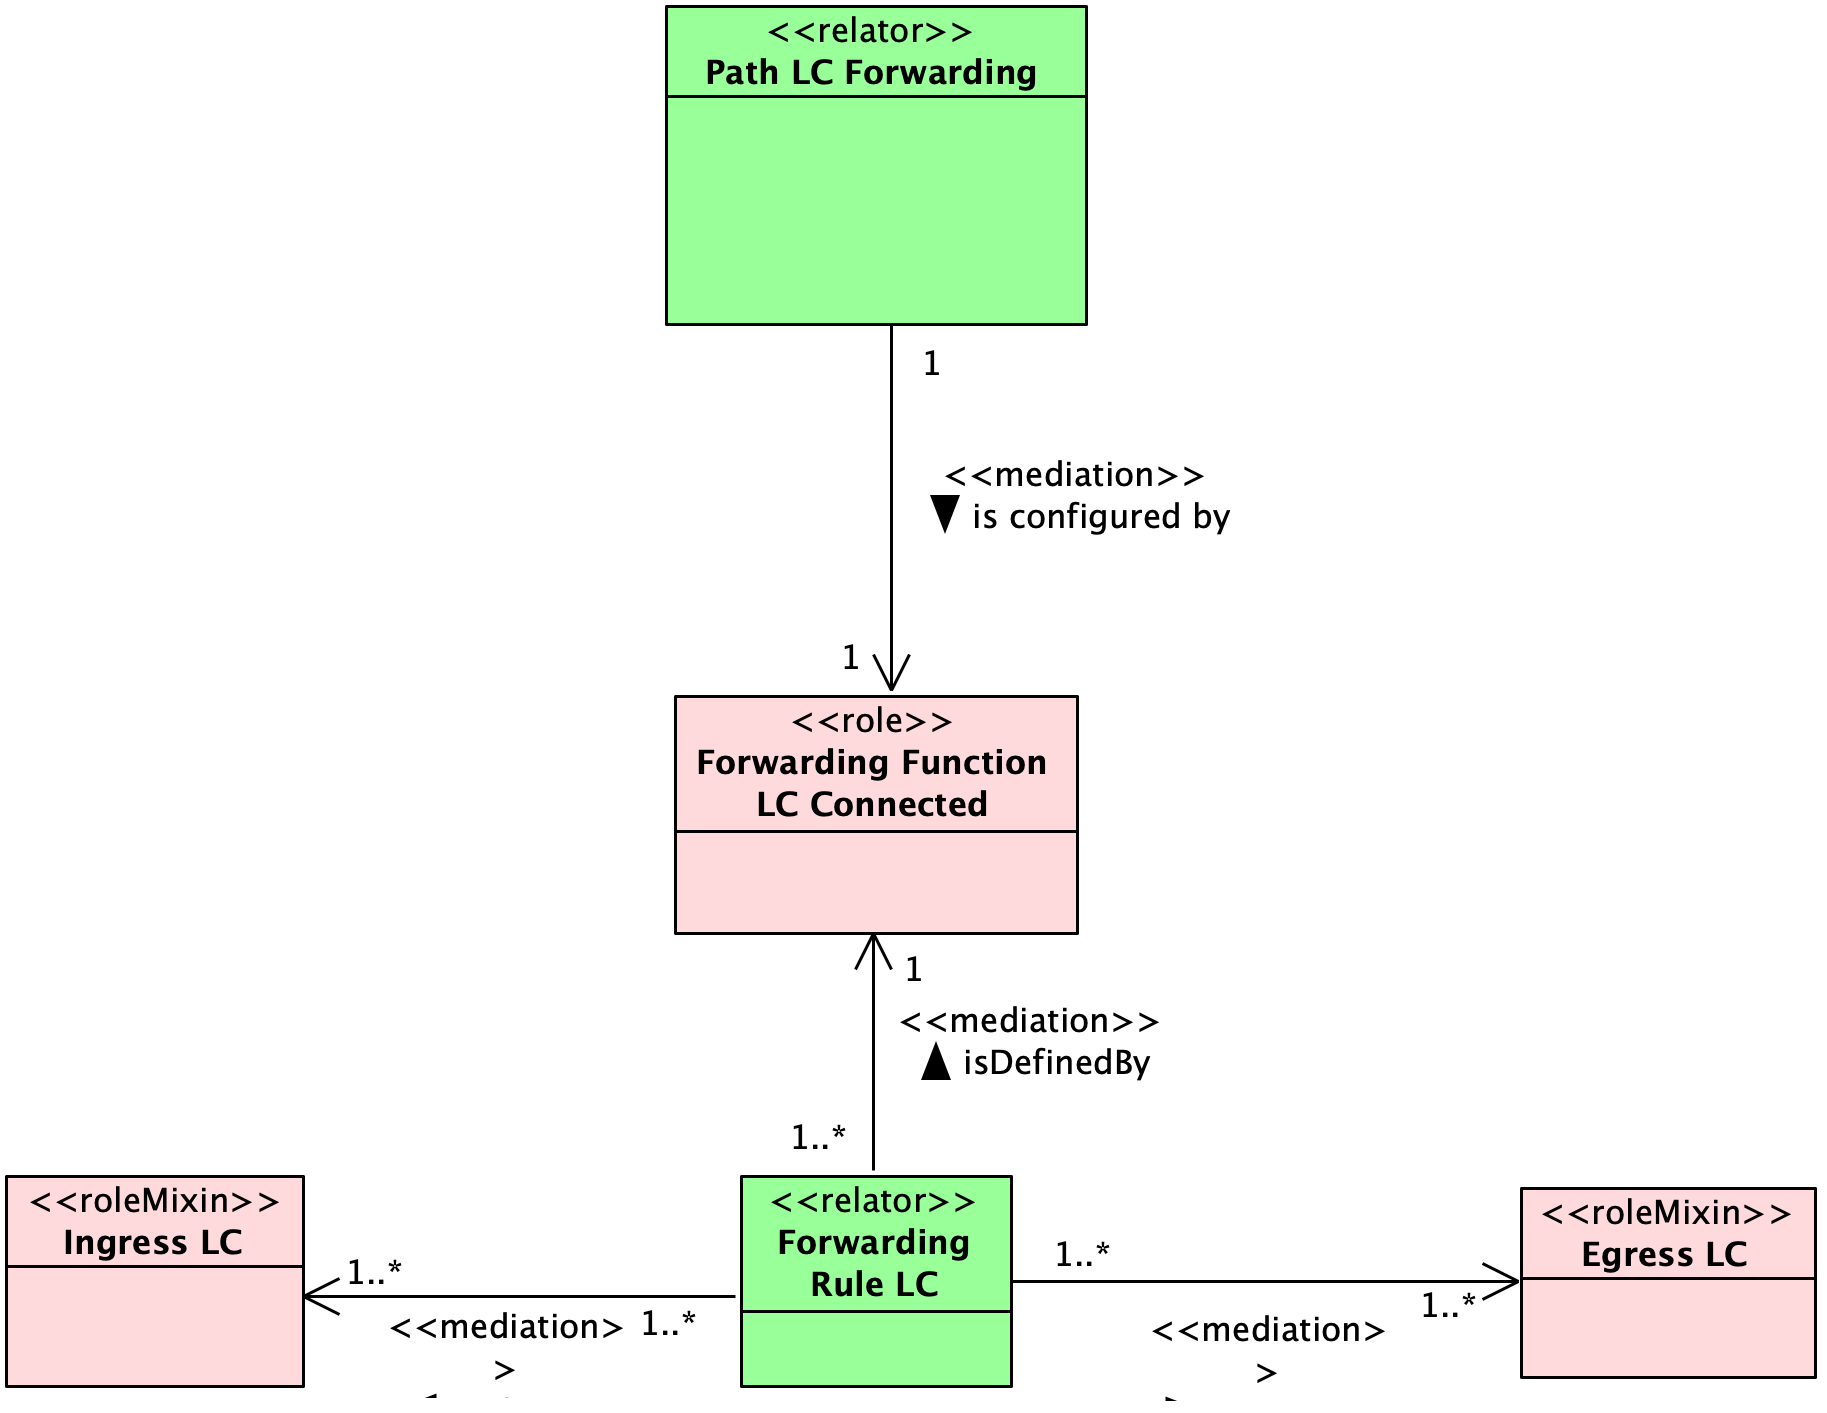 <<relator>>
Path LC Forwarding
1
<<mediation>>
is configured by
1
<<role>>
Forwarding Function
LC Connected
1
<<mediation>>
isDefinedBy
1..*
<<roleMixin>>
Ingress LC
1..*
<<mediation>
>
1..*
<<relator>>
Forwarding
Rule LC
1..*
<<mediation>
>
1..*
<<roleMixin>>
Egress LC